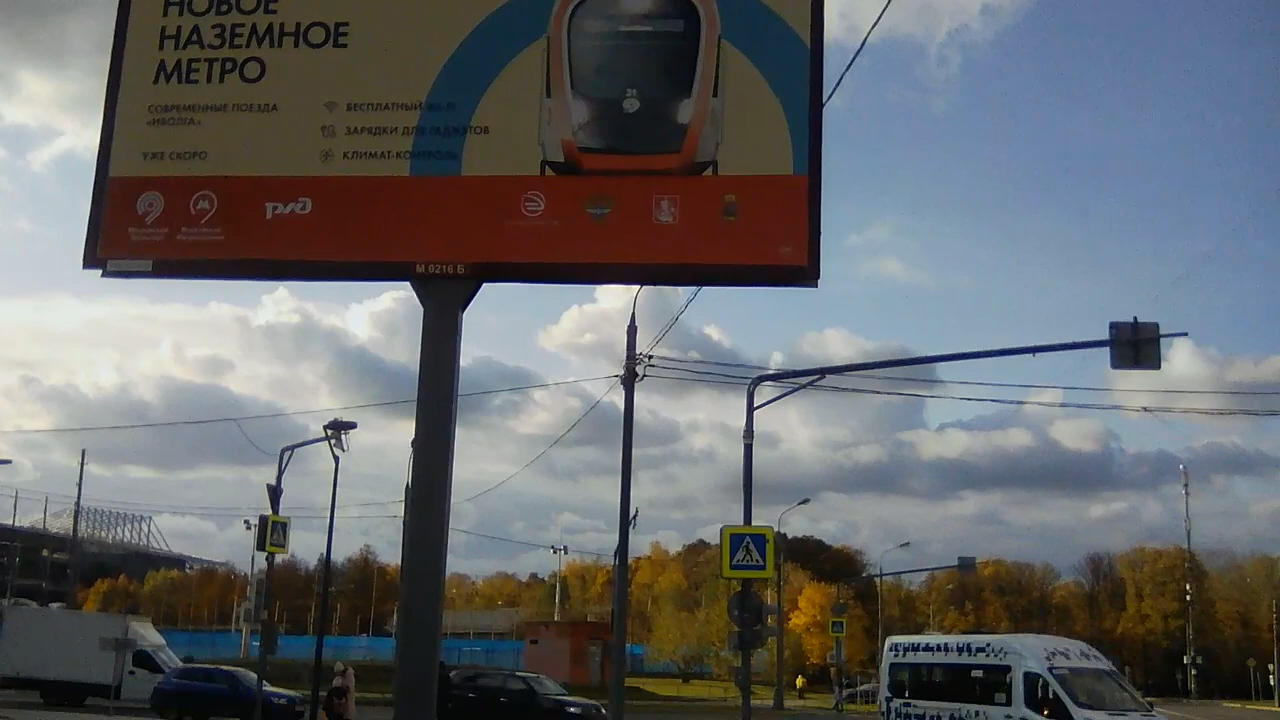 НОВОЕ
НАЗЕМНОЕ
МЕТРО
СОВРЕМЕННЫЕ ПОЕЗДА
«ИВОЛГА»
УЖЕ СКОРО
БЕСПЛАТНЫЙ WI-FI
ЗАРЯДКИ ДЛЯ ГАДЖЕТОВ
КЛИМАТ-КОНТРОЛЬ
ржд
М 0216 Б